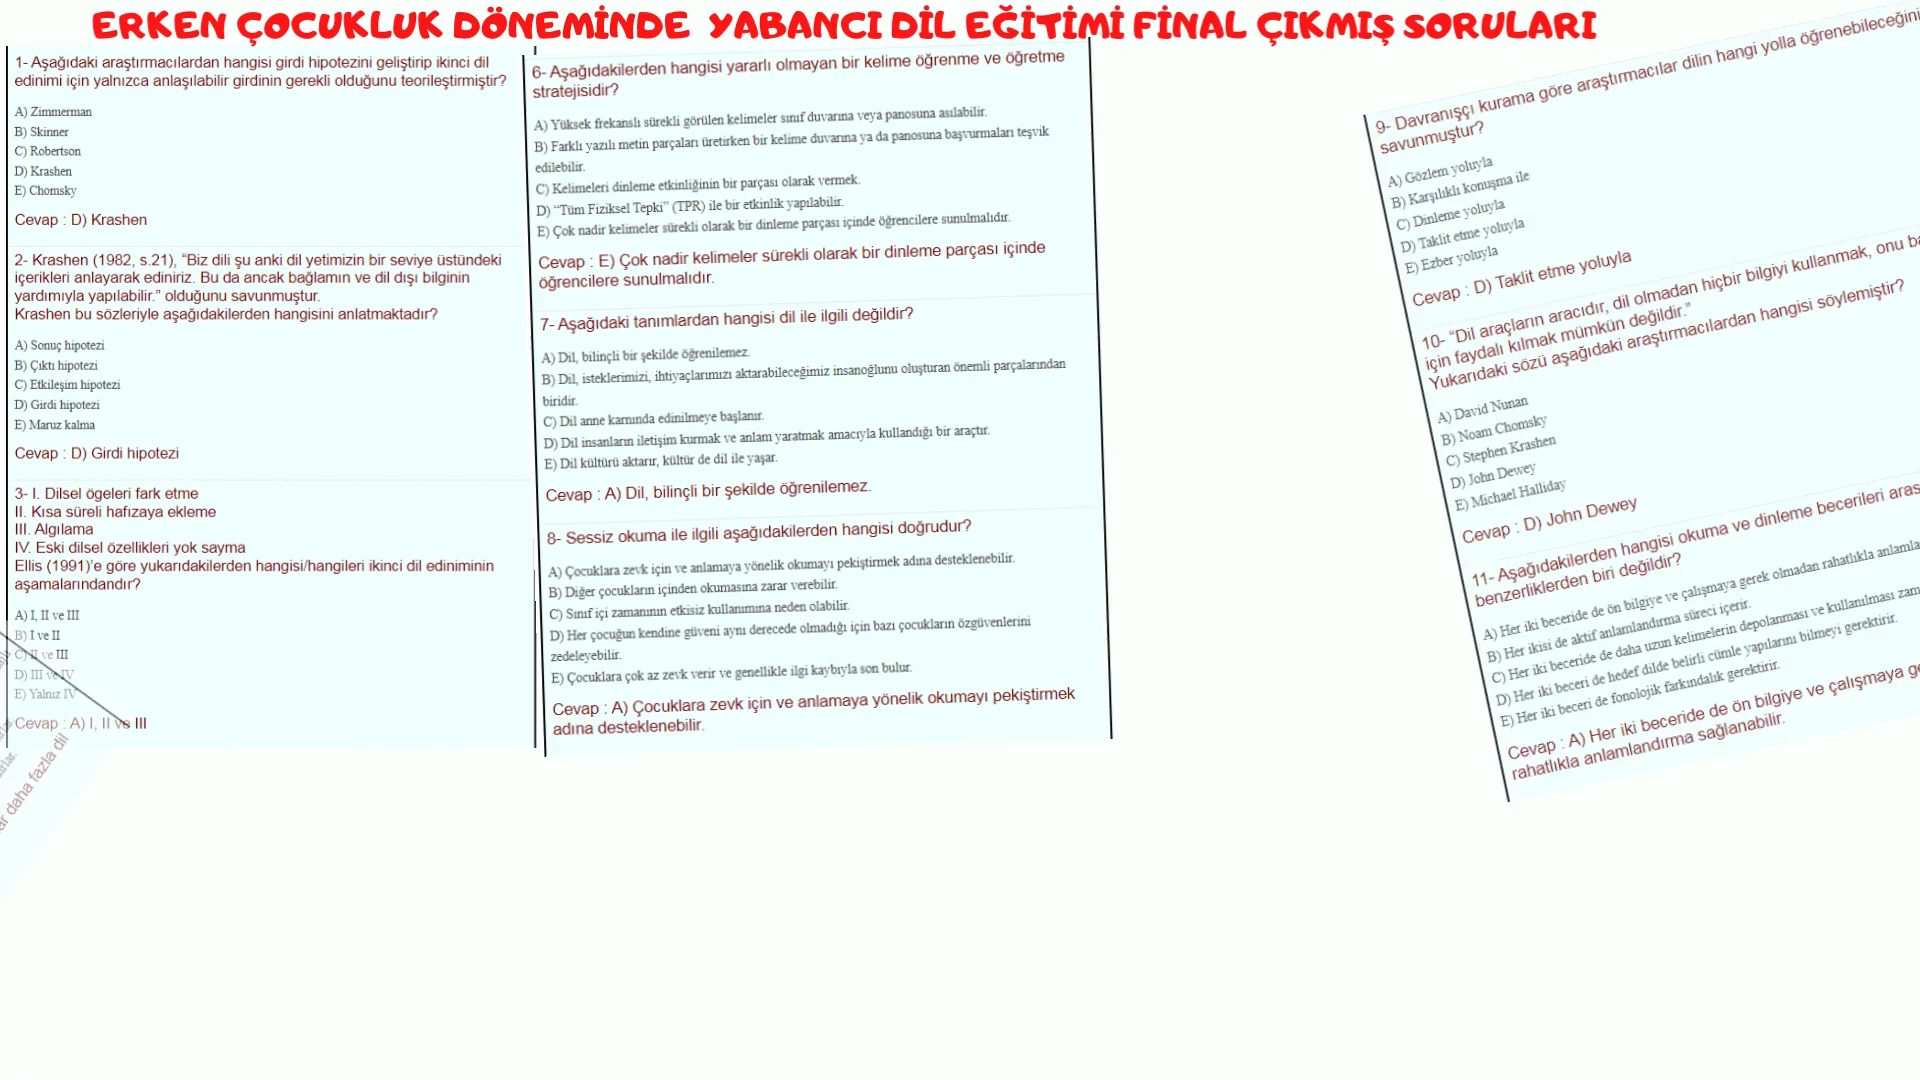 ERKEN ÇOCUKLUK DÖNEMİNDE YABANCI DİL EĞİTİMİ FİNAL ÇIKMIŞ SORULARI
1- Aşağıdaki araştırmacılardan hangisi girdi hipotezini geliştirip ikinci dil
edinimi için yalnızca anlaşılabilir girdinin gerekli olduğunu teorileştirmiştir?
A) Zimmerman
B) Skinner
C) Robertson
D) Krashen
E) Chomsky
Cevap : D) Krashen
2- Krashen (1982, s.21), “Biz dili şu anki dil yetimizin bir seviye üstündeki
içerikleri anlayarak ediniriz. Bu da ancak bağlamın ve dil dışı bilginin
yardımıyla yapılabilir.” olduğunu savunmuştur.
Krashen bu sözleriyle aşağıdakilerden hangisini anlatmaktadır?
A) Sonuç hipotezi
B) Çıktı hipotezi
C) Etkileşim hipotezi
D) Girdi hipotezi
E) Maruz kalma
Cevap : D) Girdi hipotezi
3- I. Dilsel ögeleri fark etme
II. Kısa süreli hafızaya ekleme
III. Algılama
IV. Eski dilsel özellikleri yok sayma
Ellis (1991)’e göre yukarıdakilerden hangisi/hangileri ikinci dil ediniminin
aşamalarındandır?
A) I, II ve III
B) I ve II
C) II ve III
D) III ve IV
E) Yalnız IV
Cevap : A) I, II ve III
daha fazla dil
6- Aşağıdakilerden hangisi yararlı olmayan bir kelime öğrenme ve öğretme
stratejisidir?
A) Yüksek frekanslı sürekli görülen kelimeler sınıf duvarına veya panosuna asılabilir.
B) Farklı yazılı metin parçaları üretirken bir kelime duvarına ya da panosuna başvurmaları teşvik
edilebilir.
C) Kelimeleri dinleme etkinliğinin bir parçası olarak vermek.
D) “Tüm Fiziksel Tepki” (TPR) ile bir etkinlik yapılabilir.
E) Çok nadir kelimeler sürekli olarak bir dinleme parçası içinde öğrencilere sunulmalıdır.
Cevap : E) Çok nadir kelimeler sürekli olarak bir dinleme parçası içinde
öğrencilere sunulmalıdır.
7- Aşağıdaki tanımlardan hangisi dil ile ilgili değildir?
A) Dil, bilinçli bir şekilde öğrenilemez.
B) Dil, isteklerimizi, ihtiyaçlarımızı aktarabileceğimiz insanoğlunu oluşturan önemli parçalarından
biridir.
C) Dil anne karnında edinilmeye başlanır.
D) Dil insanların iletişim kurmak ve anlam yaratmak amacıyla kullandığı bir araçtır.
E) Dil kültürü aktarır, kültür de dil ile yaşar.
Cevap : A) Dil, bilinçli bir şekilde öğrenilemez.
8- Sessiz okuma ile ilgili aşağıdakilerden hangisi doğrudur?
A) Çocuklara zevk için ve anlamaya yönelik okumayı pekiştirmek adına desteklenebilir.
B) Diğer çocukların içinden okumasına zarar verebilir.
C) Sınıf içi zamanının etkisiz kullanımına neden olabilir.
D) Her çocuğun kendine güveni aynı derecede olmadığı için bazı çocukların özgüvenlerini
zedeleyebilir.
E) Çocuklara çok az zevk verir ve genellikle ilgi kaybıyla son bulur.
Cevap : A) Çocuklara zevk için ve anlamaya yönelik okumayı pekiştirmek
adına desteklenebilir.
9- Davranışçı kurama göre araştırmacılar dilin hangi yolla öğrenebileceğini
savunmuştur?
A) Gözlem yoluyla
B) Karşılıklı konuşma ile
C) Dinleme yoluyla
D) Taklit etme yoluyla
E) Ezber yoluyla
Cevap : D) Taklit etme yoluyla
10- “Dil araçların aracıdır, dil olmadan hiçbir bilgiyi kullanmak, onu
için faydalı kılmak mümkün değildir.”
Yukarıdaki sözü aşağıdaki araştırmacılardan hangisi söylemiştir?
A) David Nunan
B) Noam Chomsky
C) Stephen Krashen
D) John Dewey
E) Michael Halliday
Cevap : D) John Dewey
11- Aşağıdakilerden hangisi okuma ve dinleme becerileri
benzerliklerden biri değildir?
A) Her iki beceride de ön bilgiye ve çalışmaya gerek olmadan rahatlıkla
B) Her ikisi de aktif anlamlandırma süreci içerir.
C) Her iki beceride de daha uzun kelimelerin depolanması ve kullanılması
D) Her iki beceri de hedef dilde belirli cümle yapılarını bilmeyi gerektirir.
E) Her iki beceri de fonolojik farkındalık gerektirir.
Cevap : A) Her iki beceride de ön bilgiye ve çalışmaya
rahatlıkla anlamlandırma sağlanabilir.